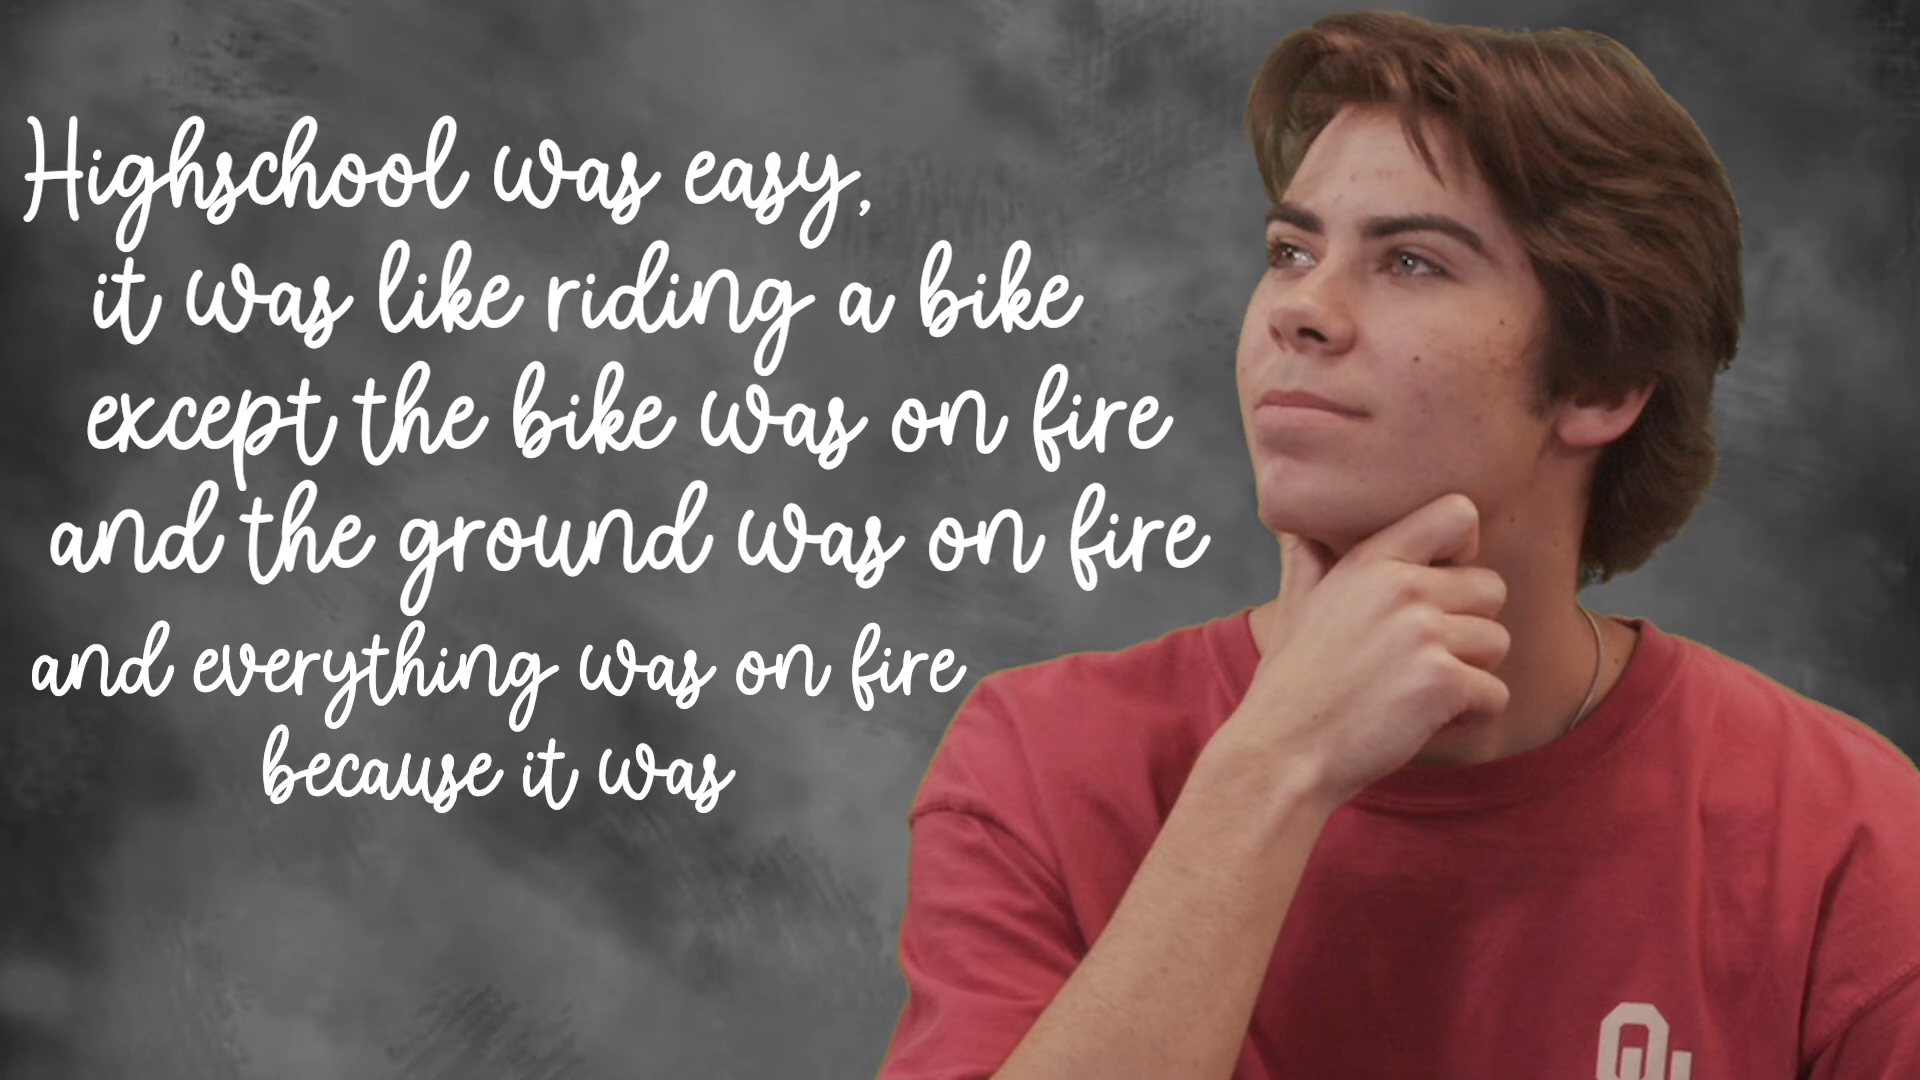 Highschool was easy,
it was like riding a bike
except the bike was on fire
and the ground was on fire
and everything was on fire
because it was
OU